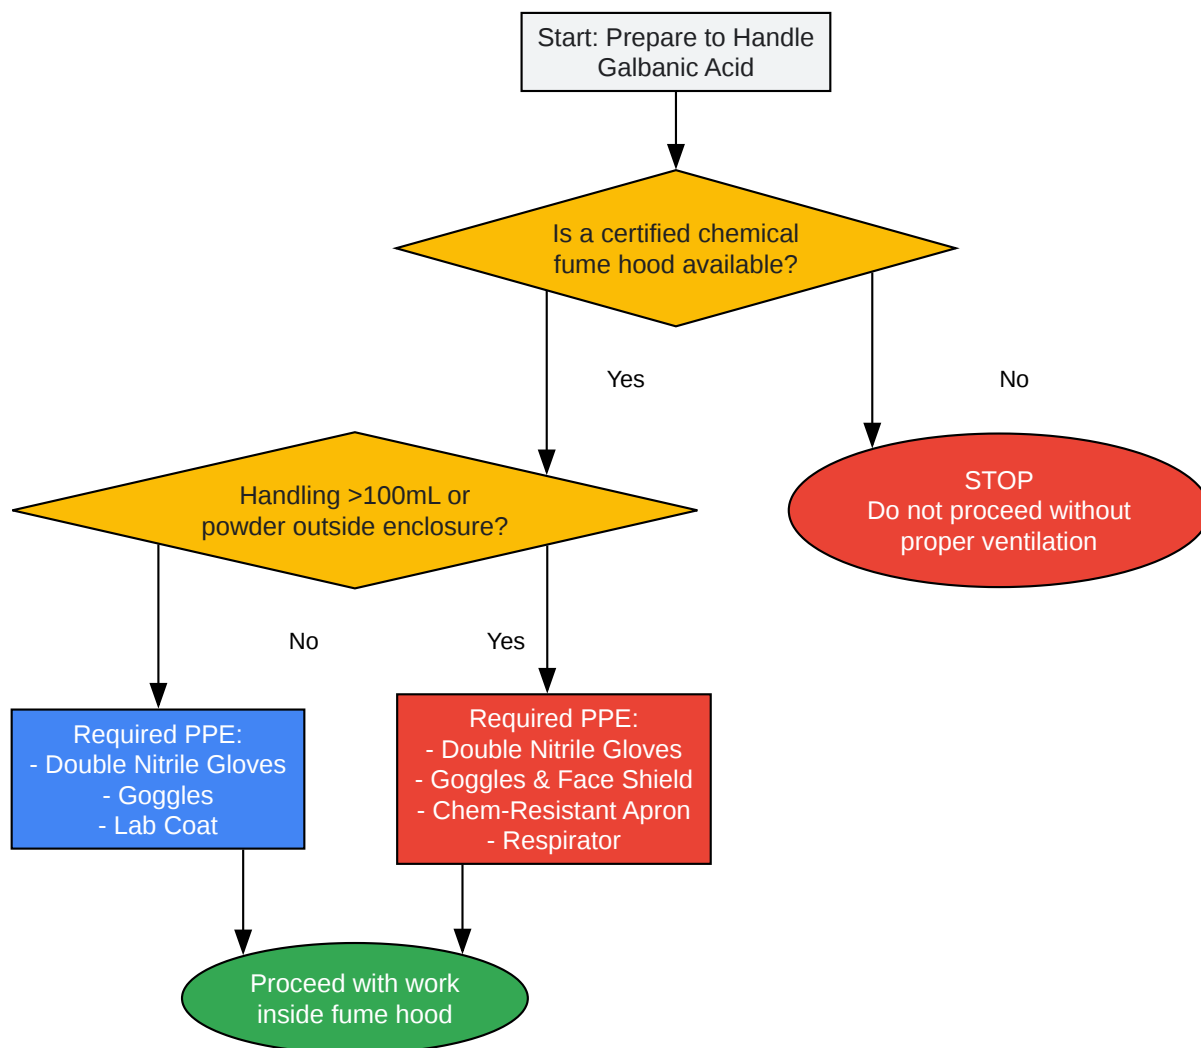 Start: Prepare to Handle
Galbanic Acid
Is a certified chemical
fume hood available?
Yes
No
Handling >100mL or
powder outside enclosure?
STOP
Do not proceed without
proper ventilation
No
Yes
Required PPE:
- Double Nitrile Gloves
- Goggles
- Lab Coat
Required PPE:
- Double Nitrile Gloves
- Goggles & Face Shield
- Chem-Resistant Apron
- Respirator
Proceed with work
inside fume hood